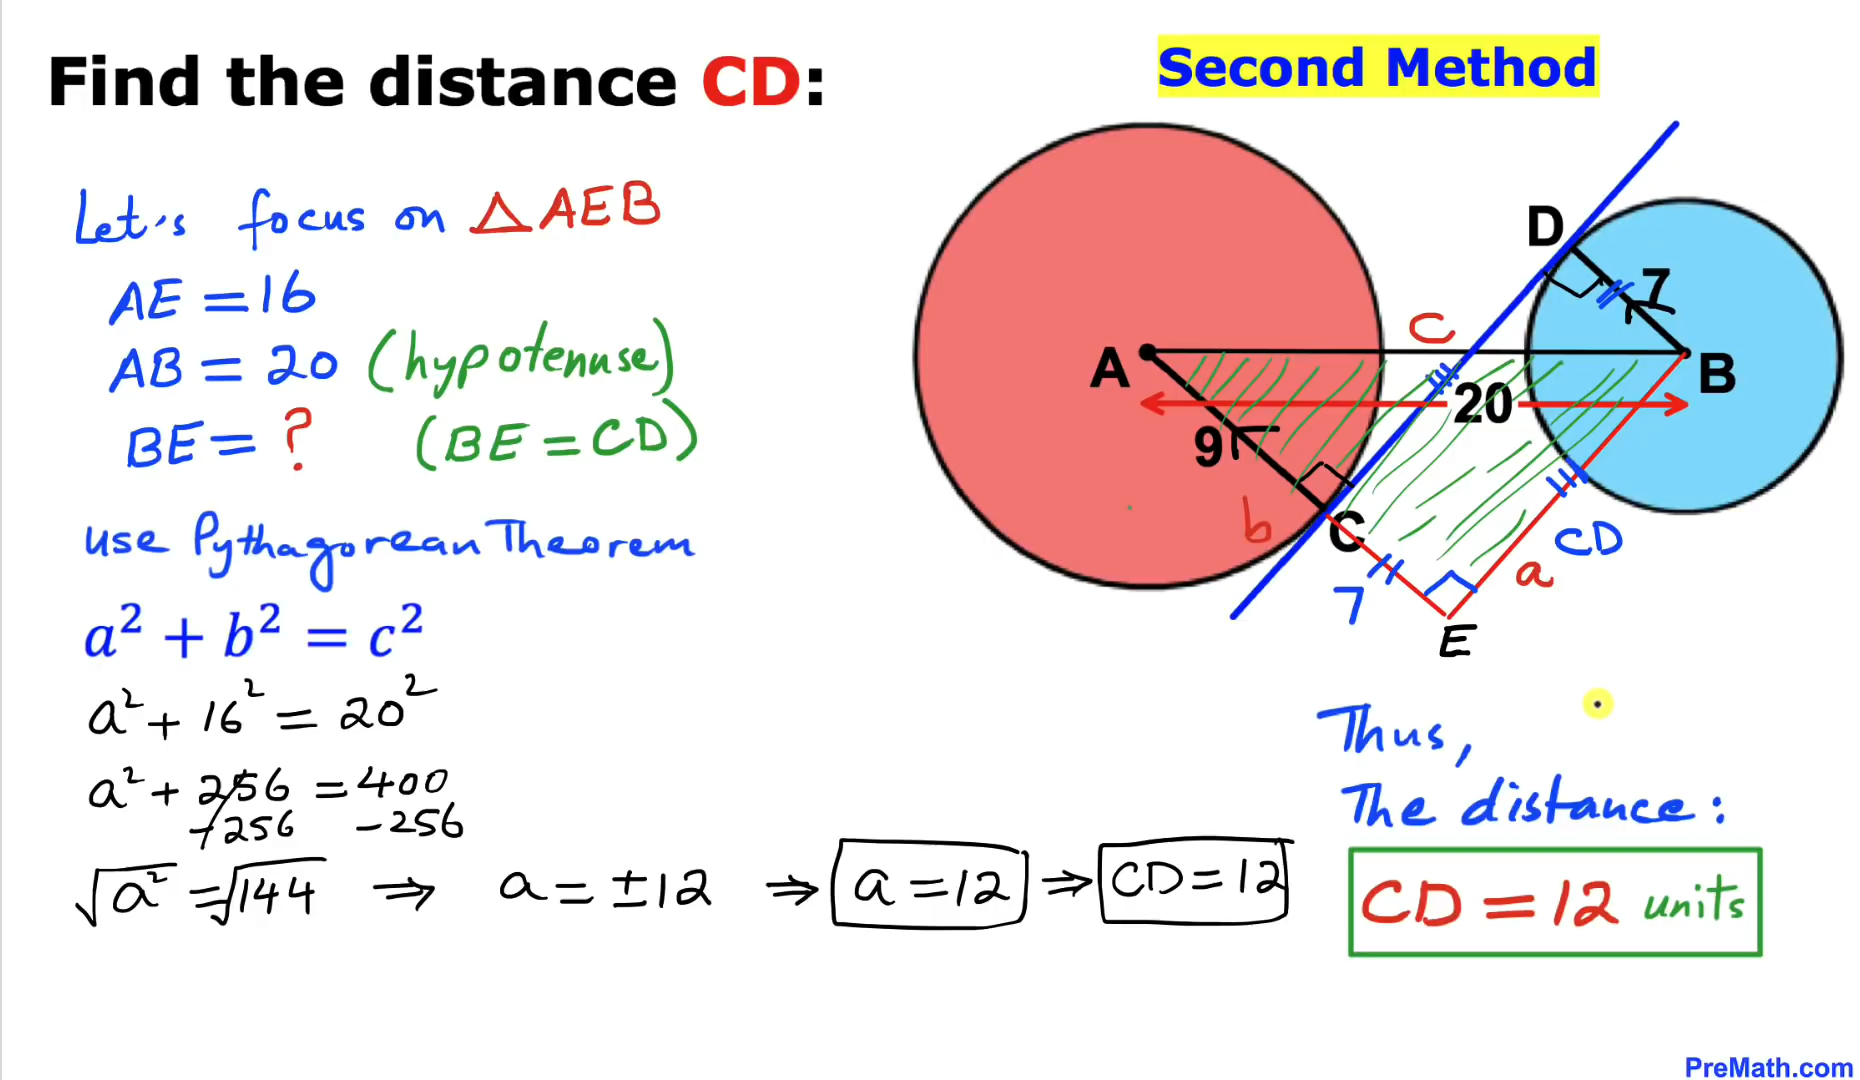 Find the distance CD:
Second Method
Let's focus on △AEB
AE = 16
AB = 20 (hypotenuse)
BE = ? (BE = CD)
use Pythagorean Theorem
a² + b² = c²
a² + 16² = 20²
a² + 256 = 400
-256 -256
√a² = √144 ⇒ a = ±12 ⇒ a = 12 ⇒ CD = 12
D
7
C
A
B
20
9
b
C
CD
a
7
E
Thus,
The distance:
CD = 12 units
PreMath.com